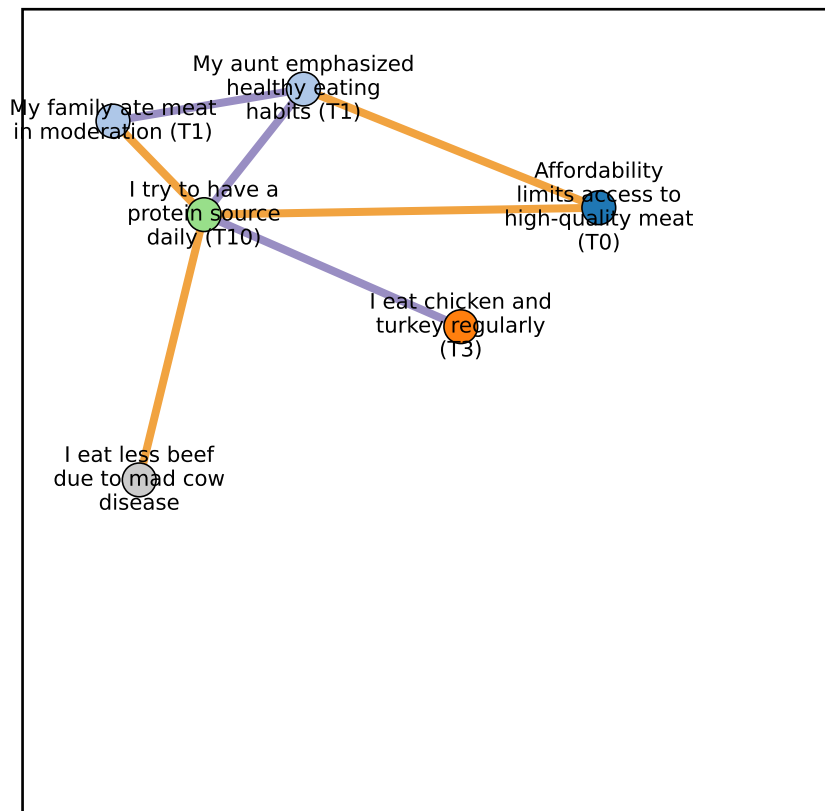 My aunt emphasized
healthy eating
habits (T1)
My family ate meat
in moderation (T1)
I try to have a
protein source
daily (T10)
Affordability
limits access to
high-quality meat
(T0)
I eat chicken and
turkey regularly
(T3)
I eat less beef
due to mad cow
disease